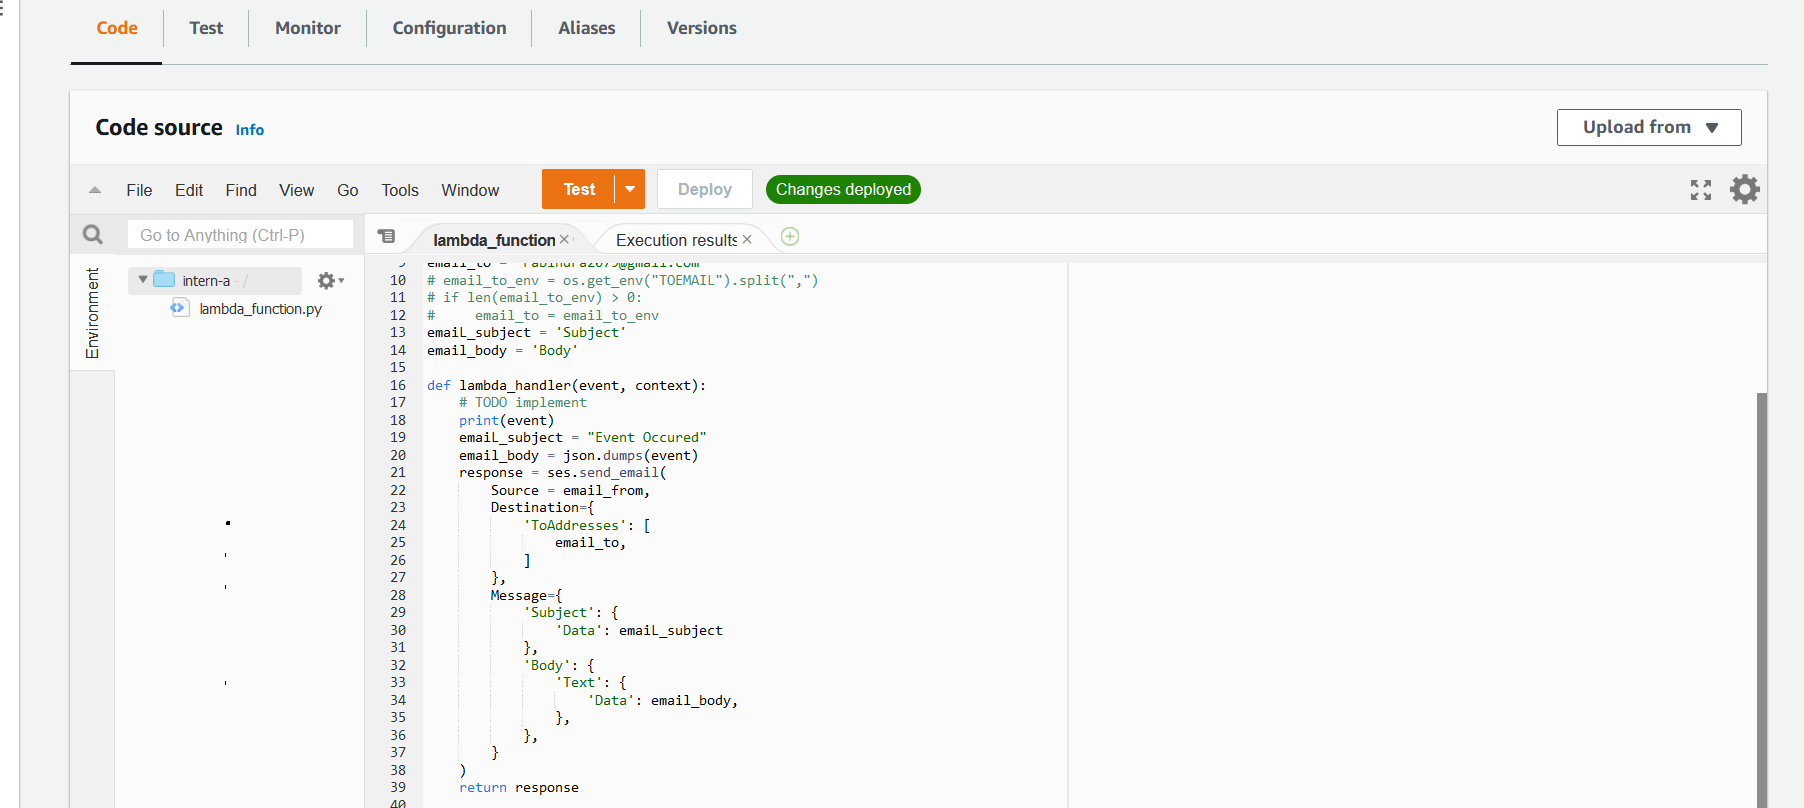 Code Test Monitor Configuration Aliases Versions
Code source Info
Upload from
File Edit Find View Go Tools Window Test Deploy Changes deployed
Go to Anything (Ctrl-P)
lambda_function Execution results
Environment
intern-a - /
lambda_function.py
9 email_to =
10 # email_to_env = os.get_env("TOEMAIL").split(",")
11 # if len(email_to_env) > 0:
12 #     email_to = email_to_env
13 emaiL_subject = 'Subject'
14 email_body = 'Body'
15
16 def lambda_handler(event, context):
17     # TODO implement
18     print(event)
19     emaiL_subject = "Event Occured"
20     email_body = json.dumps(event)
21     response = ses.send_email(
22         Source = email_from,
23         Destination={
24             'ToAddresses': [
25                 email_to,
26             ]
27         },
28         Message={
29             'Subject': {
30                 'Data': emaiL_subject
31             },
32             'Body': {
33                 'Text': {
34                     'Data': email_body,
35                 },
36             },
37         }
38     )
39     return response
40